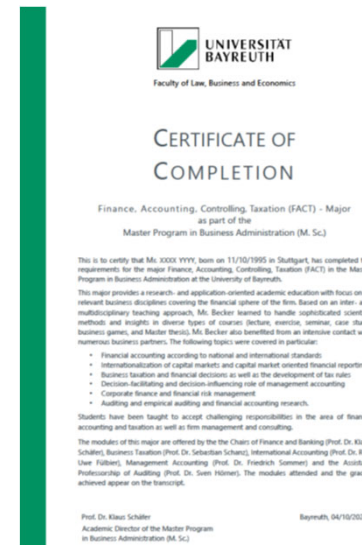 UNIVERSITÄT
BAYREUTH
Faculty of Law, Business and Economics
CERTIFICATE OF
COMPLETION
Finance, Accounting, Controlling, Taxation (FACT) - Major
as part of the
Master Program in Business Administration (M. Sc.)
This is to certify that Ms. XXXX YYYY, born on 11/10/1995 in Stuttgart, has completed
requirements for the major Finance, Accounting, Controlling, Taxation (FACT) in the
Program in Business Administration at the University of Bayreuth.
This major provides a research- and application-oriented academic education with focus on
relevant business disciplines covering the financial sphere of the firm. Based on an inter-
multidisciplinary teaching approach, Ms. Becker learned to handle sophisticated
methods and insights in diverse types of courses (lecture, exercise, seminar, case
business games, and Master thesis). Ms. Becker also benefited from an intensive contact
numerous business partners. The following topics were covered in particular:
• Financial accounting according to national and international standards
• Internationalization of capital markets and capital market oriented financial
• Business taxation and financial decisions as well as the development of tax rules
• Decision-facilitating and decision-influencing role of management accounting
• Corporate finance and financial risk management
• Auditing and empirical auditing and financial accounting research.
Students have been taught to accept challenging responsibilities in the area of
accounting and taxation as well as firm management and consulting.
The modules of this major are offered by the the Chairs of Finance and Banking (Prof. Dr.
Schäfer), Business Taxation (Prof. Dr. Sebastian Schanz), International Accounting (Prof. Dr.
Uwe Fülbier), Management Accounting (Prof. Dr. Friedrich Sommer) and the
Professorship of Auditing (Prof. Dr. Sven Hörner). The modules attended and the
achieved appear on the transcript.
Prof. Dr. Klaus Schäfer Bayreuth,
Academic Director of the Master Program
in Business Administration (M. Sc.)